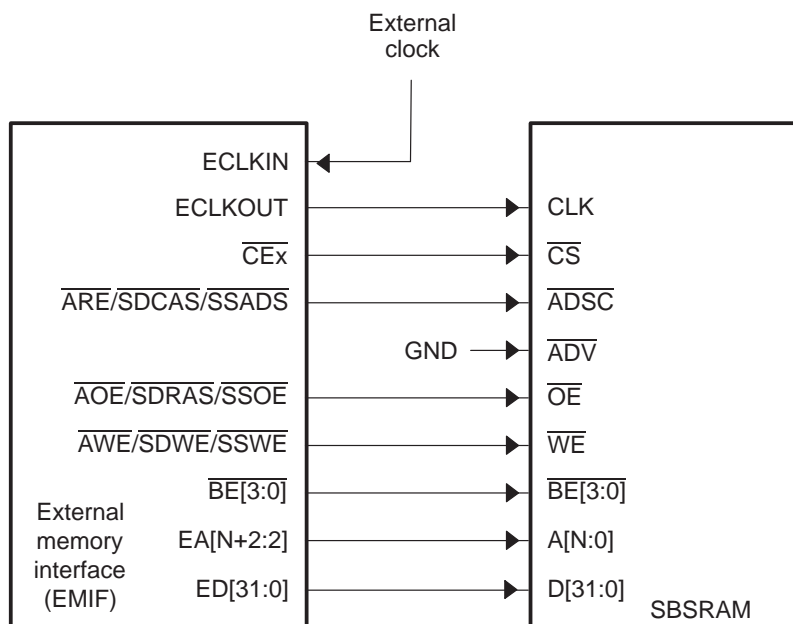 External
clock
ECLKIN
ECLKOUT
CLK
CEx
CS
ARE/SDCAS/SSADS
ADSC
GND
ADV
AOE/SDRAS/SSOE
OE
AWE/SDWE/SSWE
WE
BE[3:0]
BE[3:0]
External
memory
interface
(EMIF)
EA[N+2:2]
A[N:0]
ED[31:0]
D[31:0]
SBSRAM